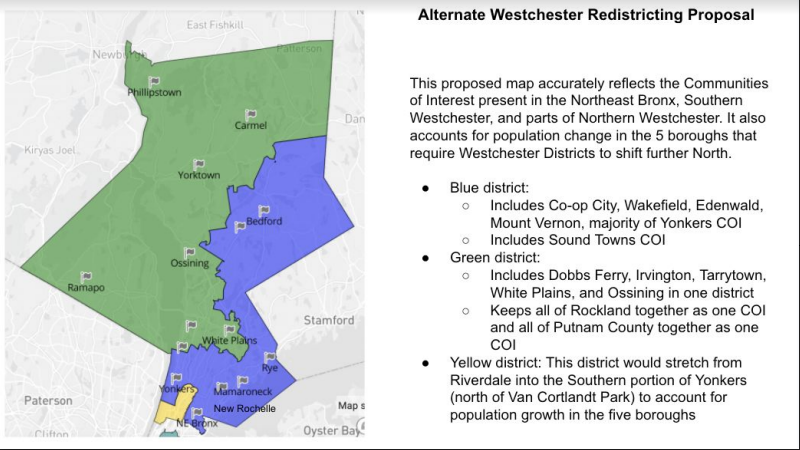 Alternate Westchester Redistricting Proposal
East Fishkill
Newburgh
Patterson
Phillipstown
Carmel
Dan
Kiryas Joel
Yorktown
Bedford
Ossining
Ramapo
Stamford
White Plains
Rye
Yonkers
Mamaroneck
Paterson
New Rochelle
Map s
NE Bronx
Clifton
Oyster Bay
This proposed map accurately reflects the Communities
of Interest present in the Northeast Bronx, Southern
Westchester, and parts of Northern Westchester. It also
accounts for population change in the 5 boroughs that
require Westchester Districts to shift further North.
● Blue district:
○ Includes Co-op City, Wakefield, Edenwald,
Mount Vernon, majority of Yonkers COI
○ Includes Sound Towns COI
● Green district:
○ Includes Dobbs Ferry, Irvington, Tarrytown,
White Plains, and Ossining in one district
○ Keeps all of Rockland together as one COI
and all of Putnam County together as one
COI
● Yellow district: This district would stretch from
Riverdale into the Southern portion of Yonkers
(north of Van Cortlandt Park) to account for
population growth in the five boroughs